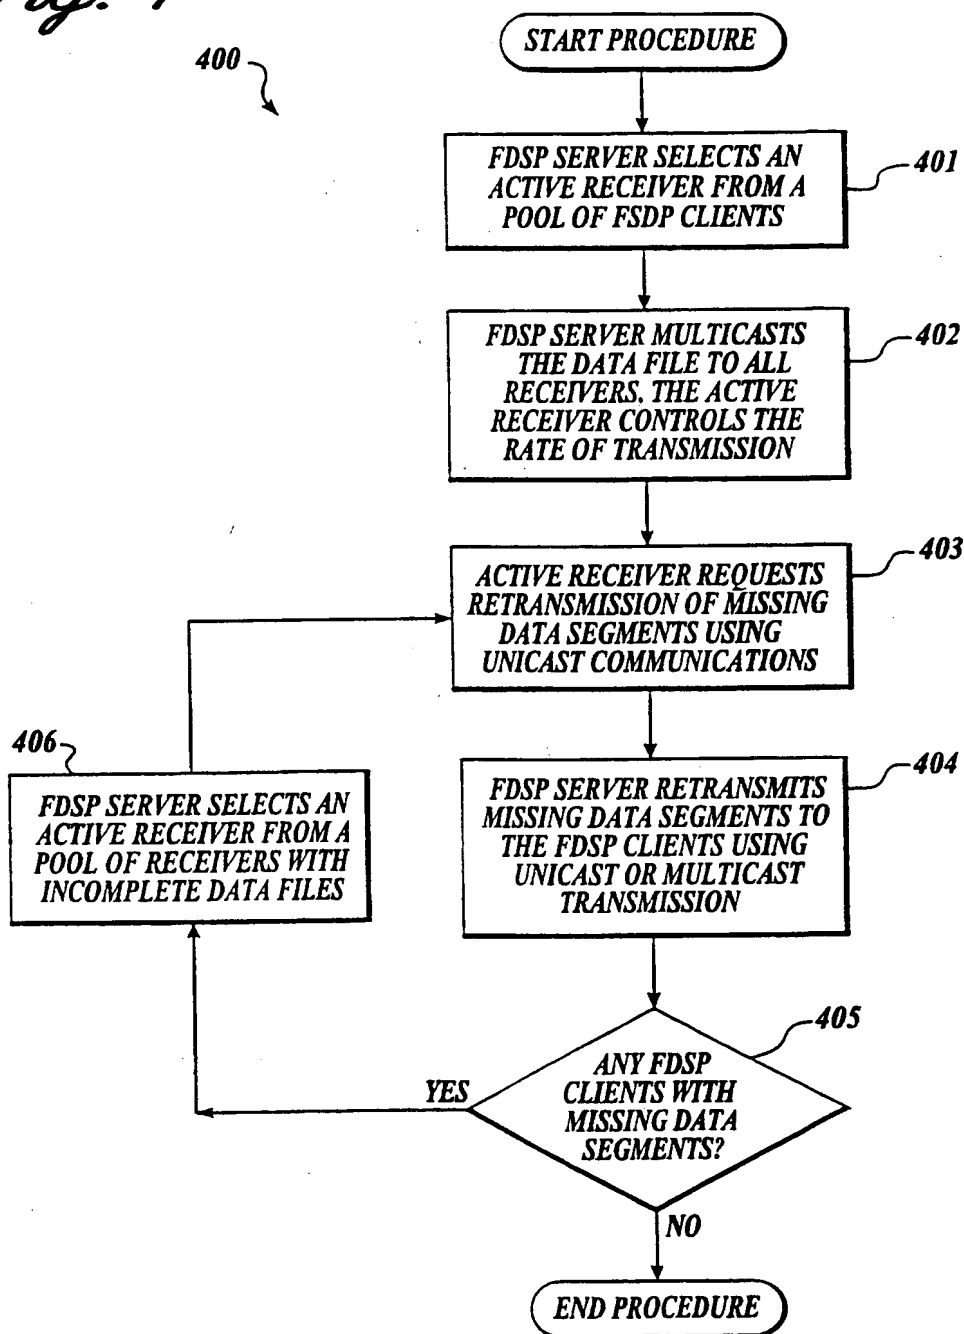 400
START PROCEDURE
FDSP SERVER SELECTS AN
ACTIVE RECEIVER FROM A
POOL OF FSDP CLIENTS
401
FDSP SERVER MULTICASTS
THE DATA FILE TO ALL
RECEIVERS. THE ACTIVE
RECEIVER CONTROLS THE
RATE OF TRANSMISSION
402
ACTIVE RECEIVER REQUESTS
RETRANSMISSION OF MISSING
DATA SEGMENTS USING
UNICAST COMMUNICATIONS
403
FDSP SERVER RETRANSMITS
MISSING DATA SEGMENTS TO
THE FDSP CLIENTS USING
UNICAST OR MULTICAST
TRANSMISSION
404
406
FDSP SERVER SELECTS AN
ACTIVE RECEIVER FROM A
POOL OF RECEIVERS WITH
INCOMPLETE DATA FILES
ANY FDSP
CLIENTS WITH
MISSING DATA
SEGMENTS?
405
YES
NO
END PROCEDURE